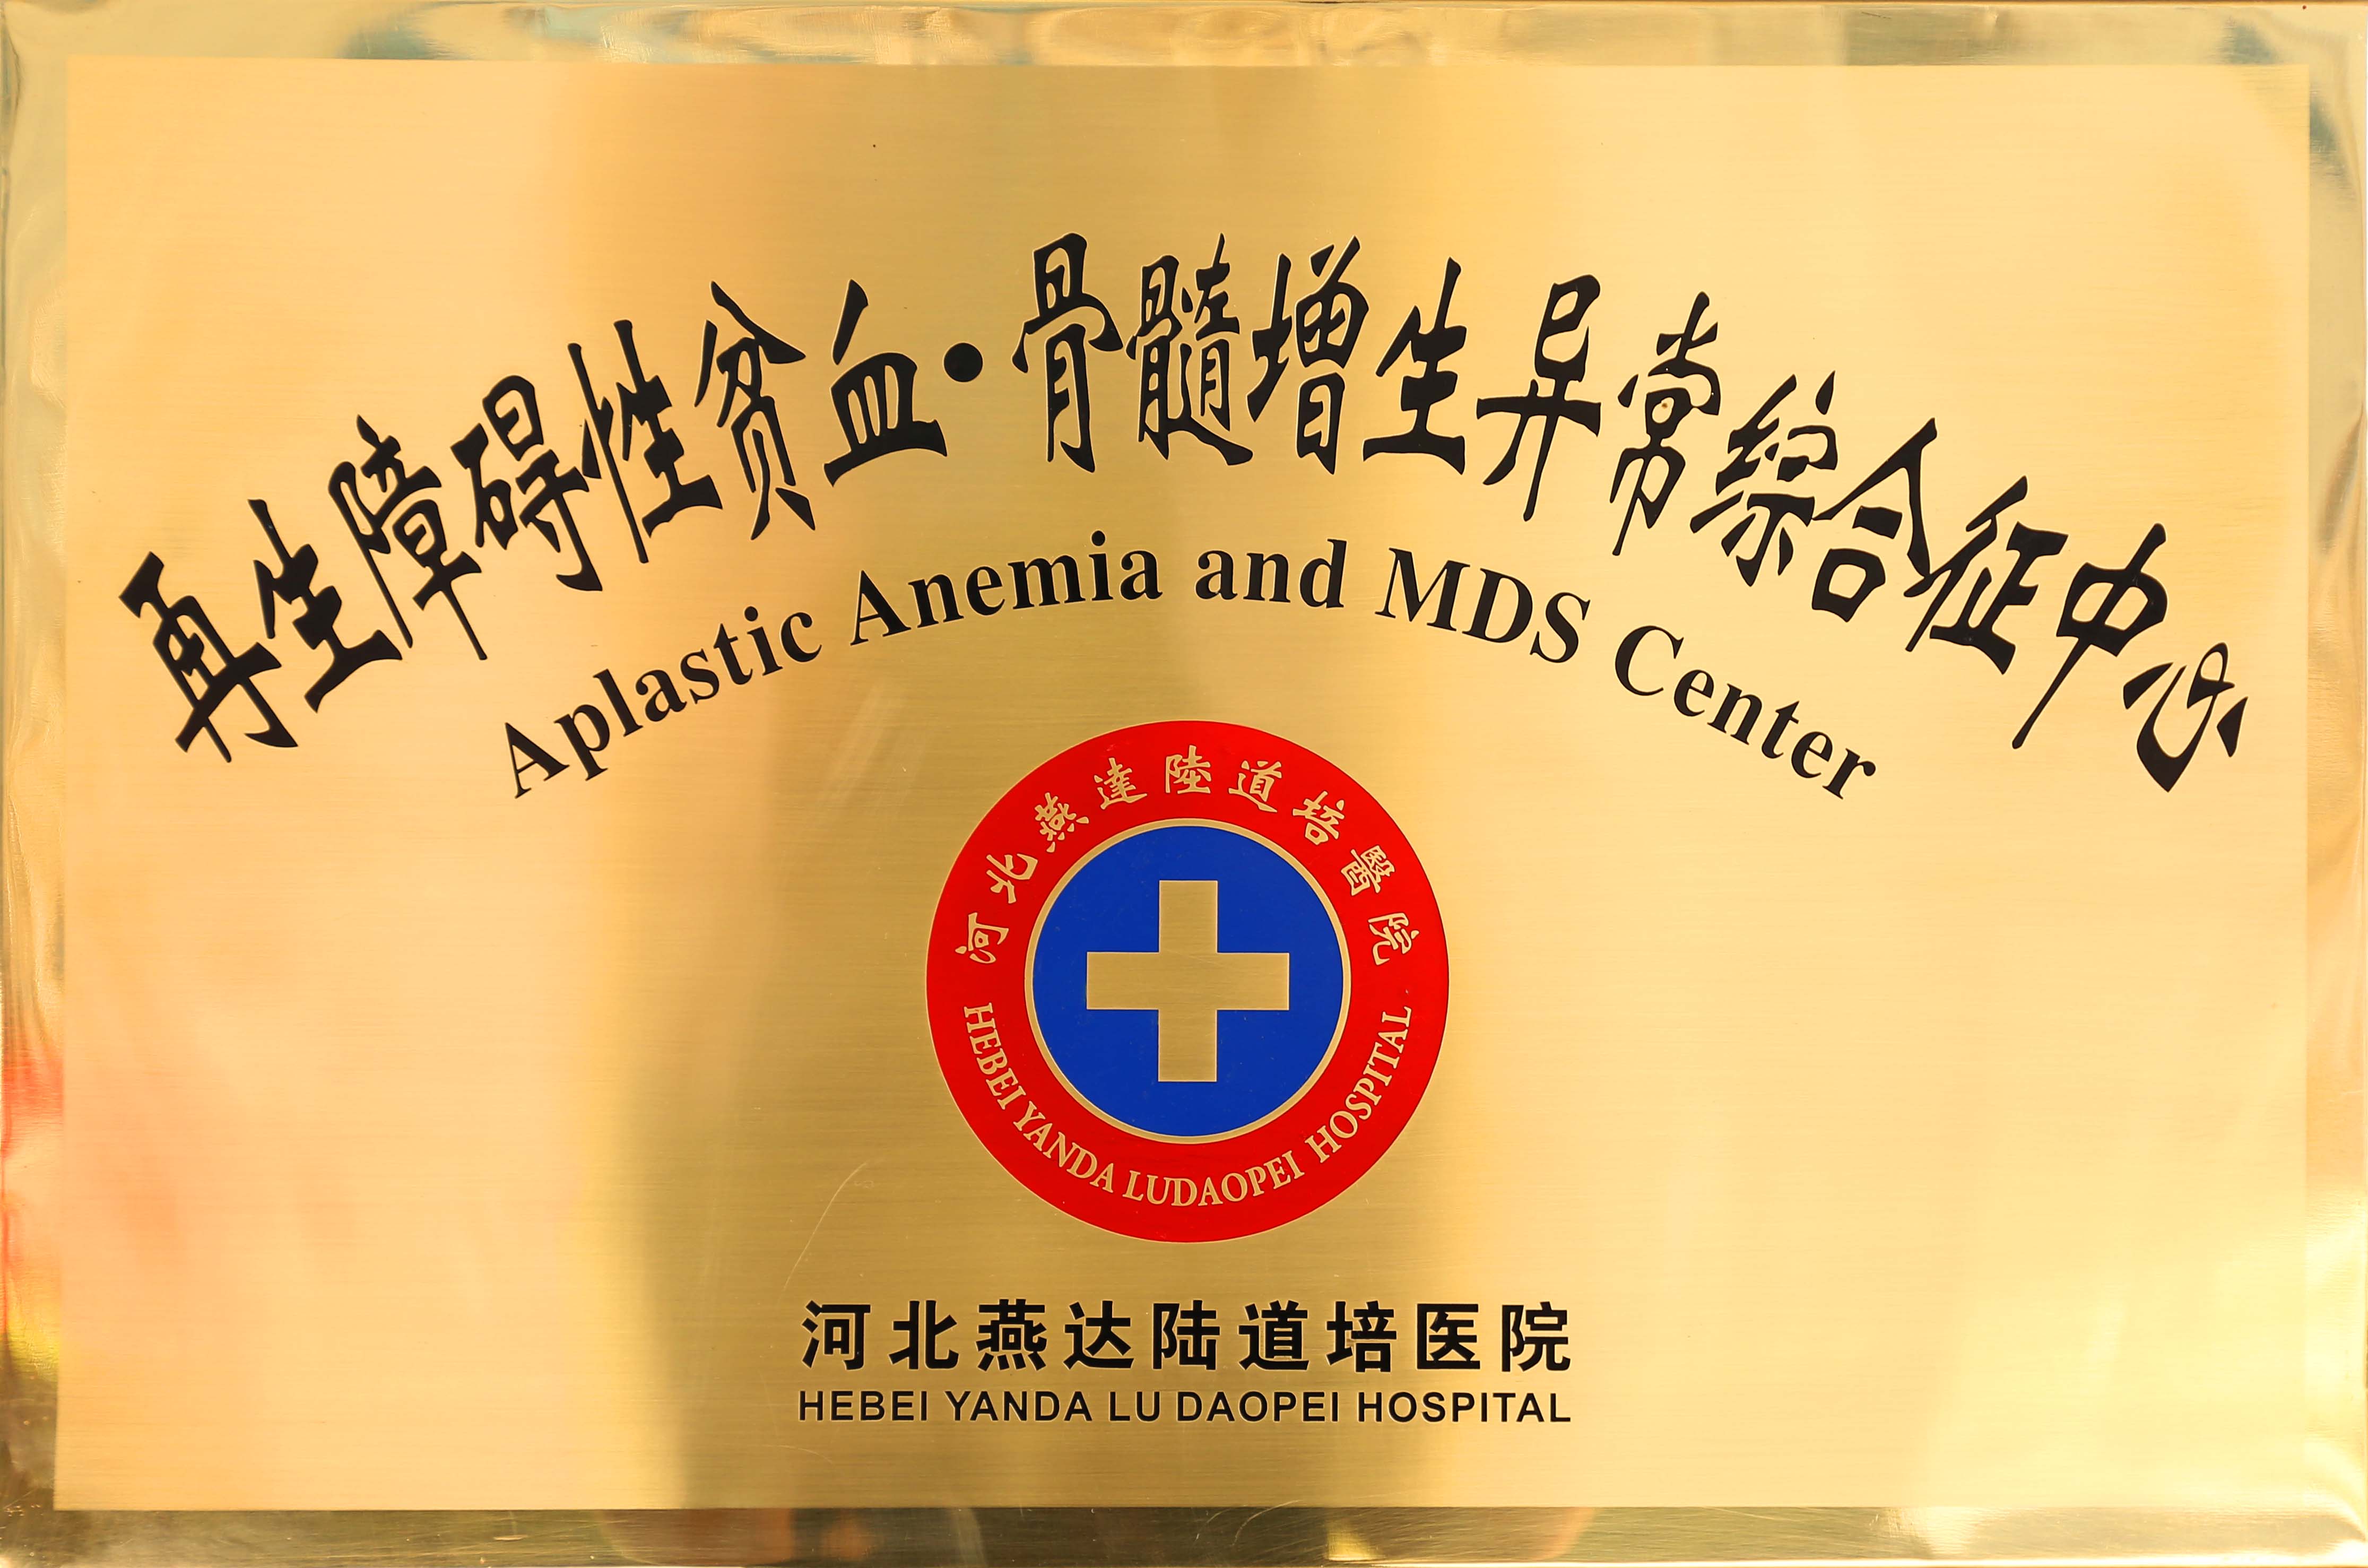 再生障碍性贫血·骨髓增生异常综合征中心
Aplastic Anemia and MDS Center
河北燕達陸道培醫院
HEBEI YANDA LUDAOPEI HOSPITAL
河北燕达陆道培医院
HEBEI YANDA LU DAOPEI HOSPITAL